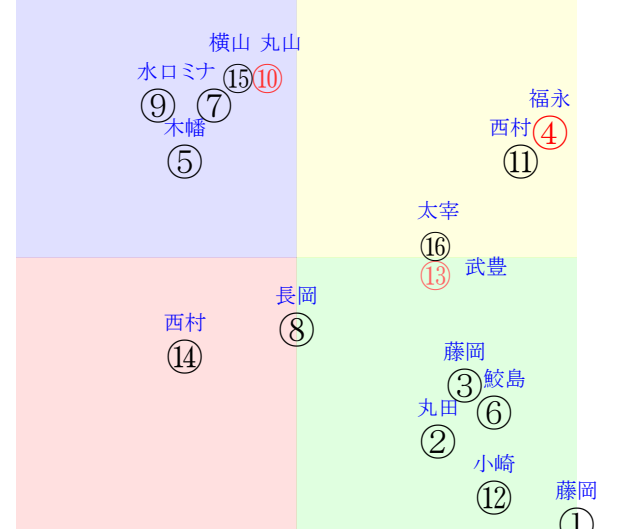 横山 丸山
水口 ミナ ⑮ ⑩
⑨ ⑦
木幡
⑤
福永
西村 ④
⑪
太宰
⑯
⑬ 武豊
長岡
⑧
西村
⑭
藤岡
③ 鮫島
丸田 ⑥
②
小崎
⑫
藤岡
①